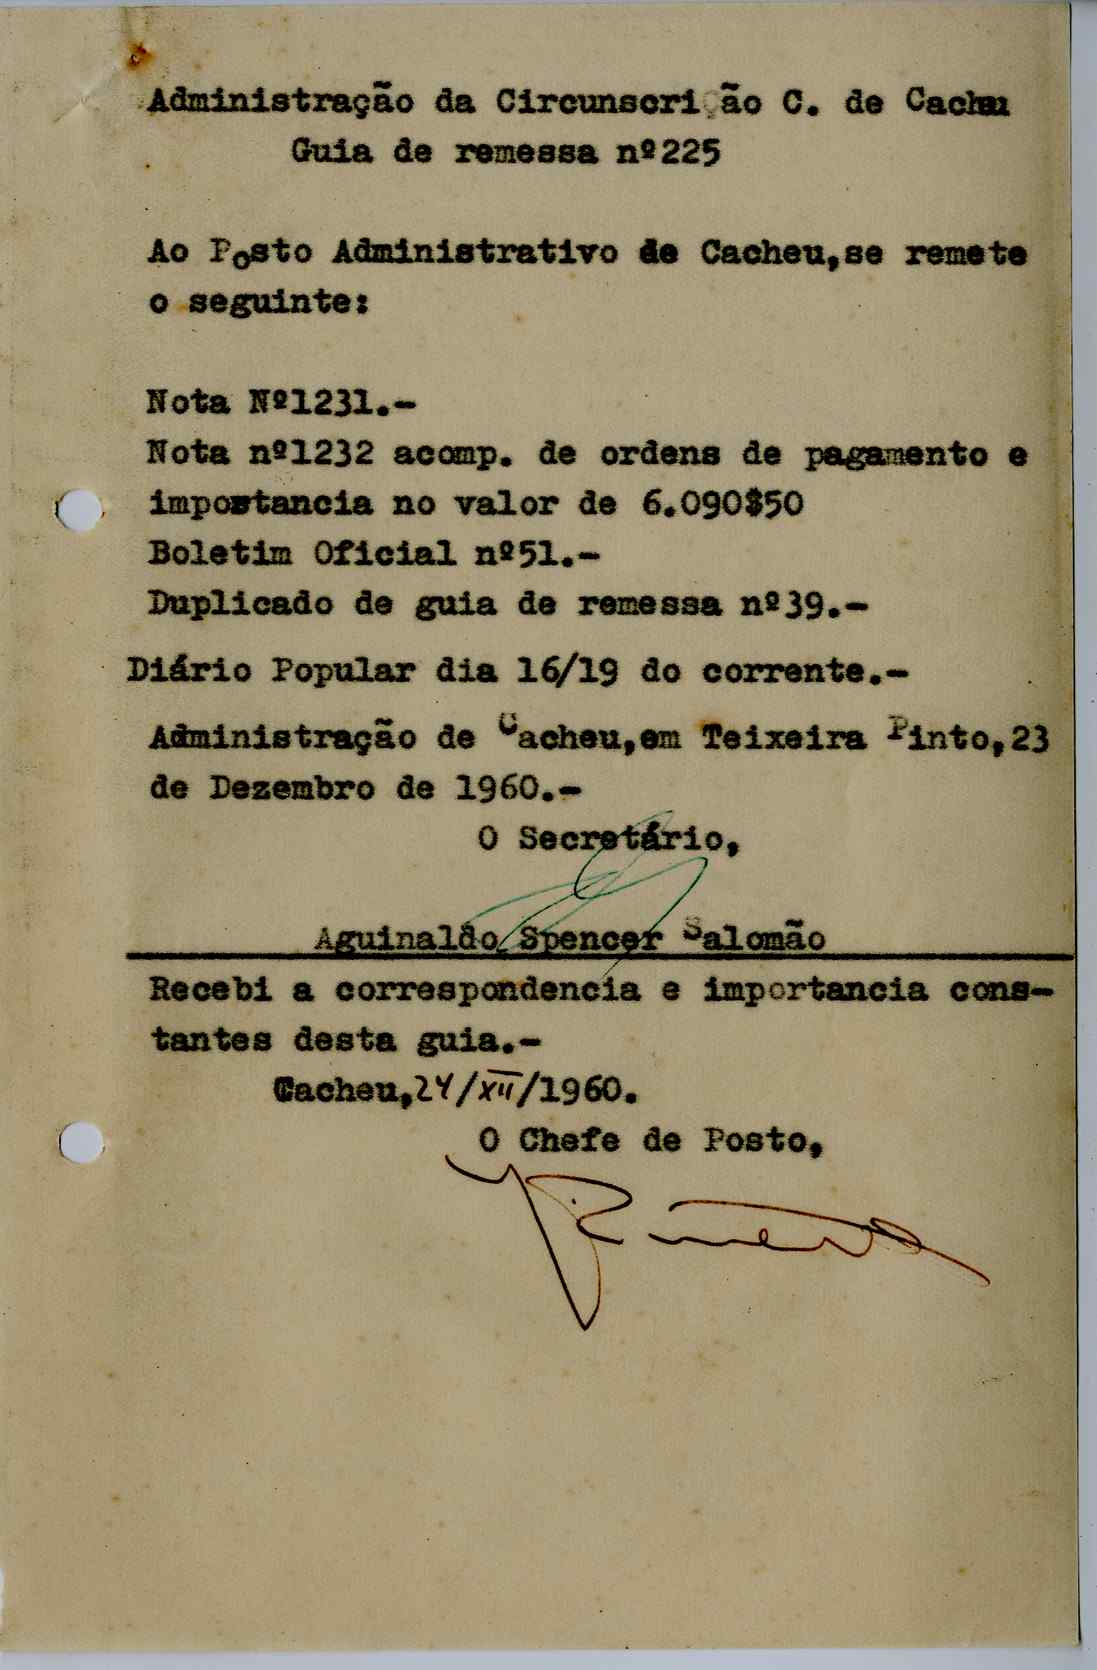 Administração da Circunscrição C. de Cacheu
Guia de remessa nº225
Ao Posto Administrativo de Cacheu,se remete
o seguinte:
Nota Nº1231.-
Nota nº1232 acomp. de ordens de pagamento e
impostancia no valor de 6.090$50
Boletim Oficial nº51.-
Duplicado de guia de remessa nº39.-
Diário Popular dia 16/19 do corrente.-
Administração de Cacheu,em Teixeira Pinto,23
de Dezembro de 1960.-
O Secretário,
Aguinaldo Spencer Salomão
Recebi a correspondencia e importancia cons-
tantes desta guia.-
Cacheu,24/XII/1960.
O Chefe de Posto,